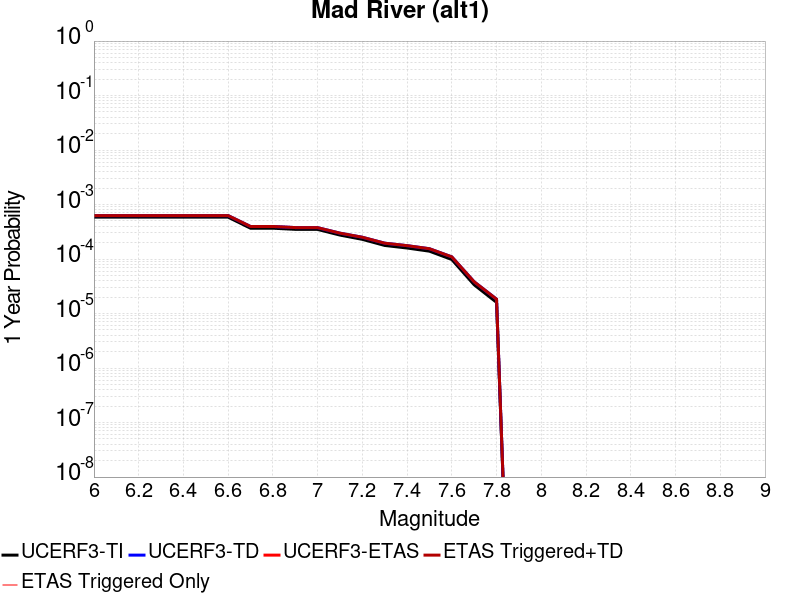 Mad River (alt1)
1 Year Probability
10^0
10^-1
10^-2
10^-3
10^-4
10^-5
10^-6
10^-7
10^-8
6 6.2 6.4 6.6 6.8 7 7.2 7.4 7.6 7.8 8 8.2 8.4 8.6 8.8 9
Magnitude
UCERF3-TI UCERF3-TD UCERF3-ETAS ETAS Triggered+TD
ETAS Triggered Only